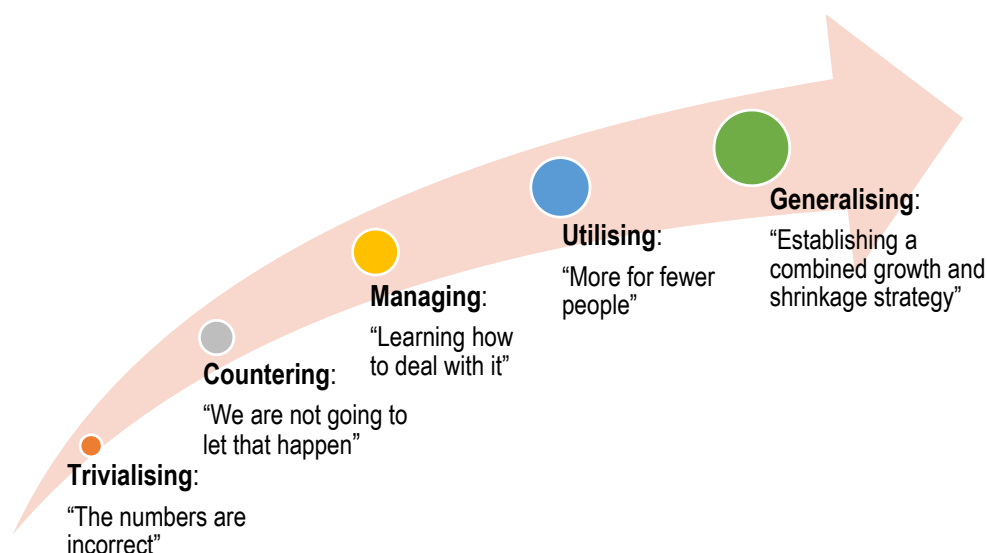 Trivialising:
“The numbers are
incorrect”
Countering:
“We are not going to
let that happen”
Managing:
“Learning how
to deal with it”
Utilising:
“More for fewer
people”
Generalising:
“Establishing a
combined growth and
shrinkage strategy”